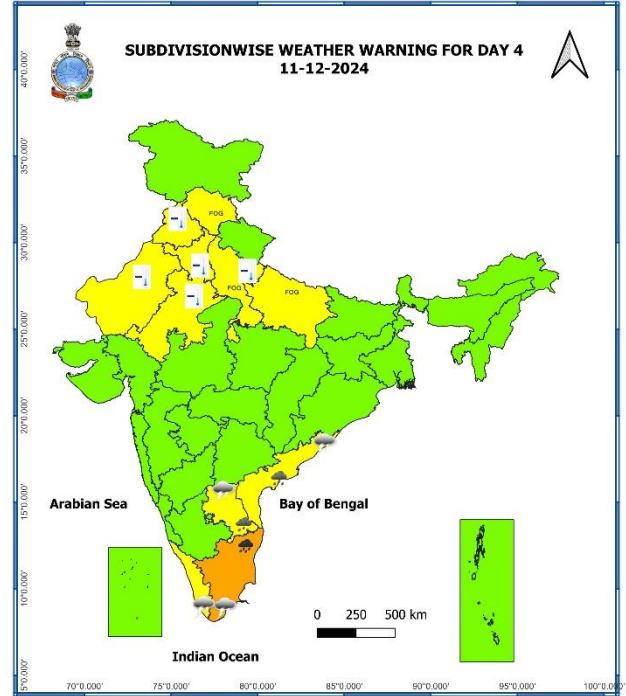 SUBDIVISIONWISE WEATHER WARNING FOR DAY 4
11-12-2024
40°0.000'
35°0.000'
30°0.000'
25°0.000'
20°0.000'
15°0.000'
10°0.000'
5°0.000'
FOG
FOG
FOG
Arabian Sea
Bay of Bengal
0 250 500 km
Indian Ocean
70°0.000' 75°0.000' 80°0.000' 85°0.000' 90°0.000' 95°0.000' 100°0.000'